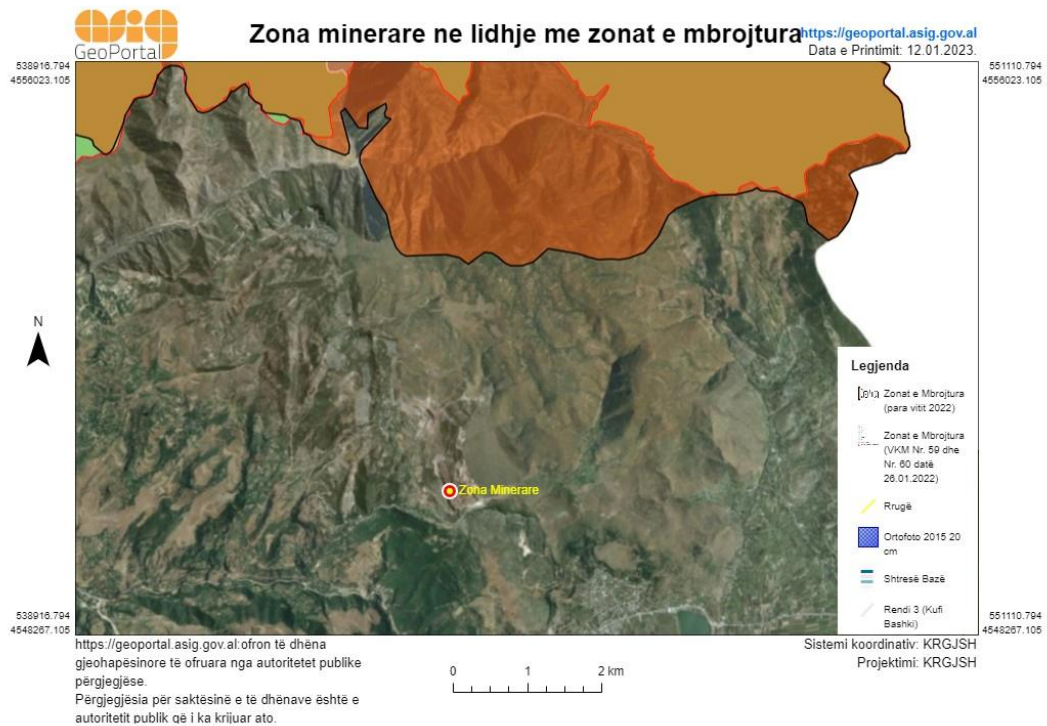 asig
GeoPortal
Zona minerare ne lidhje me zonat e mbrojtura
https://geoportal.asig.gov.al
Data e Printimit: 12.01.2023.
538916.794
4556023.105
551110.794
4556023.105
N
Zona Minerare
Legjenda
Zonat e Mbrojtura
(para vitit 2022)
Zonat e Mbrojtura
(VKM Nr. 59 dhe
Nr. 60 datë
26.01.2022)
Rrugë
Ortofoto 2015 20
cm
Shtresë Bazë
Rendi 3 (Kufi
Bashki)
538916.794
4548267.105
551110.794
4548267.105
https://geoportal.asig.gov.al:ofron të dhëna
gjeohapësinore të ofruara nga autoritetet publike
përgjegjëse.
Përgjegjësia për saktësinë e të dhënave është e
autoritetit publik që i ka krijuar ato.
0 1 2 km
Sistemi koordinativ: KRGJSH
Projektimi: KRGJSH